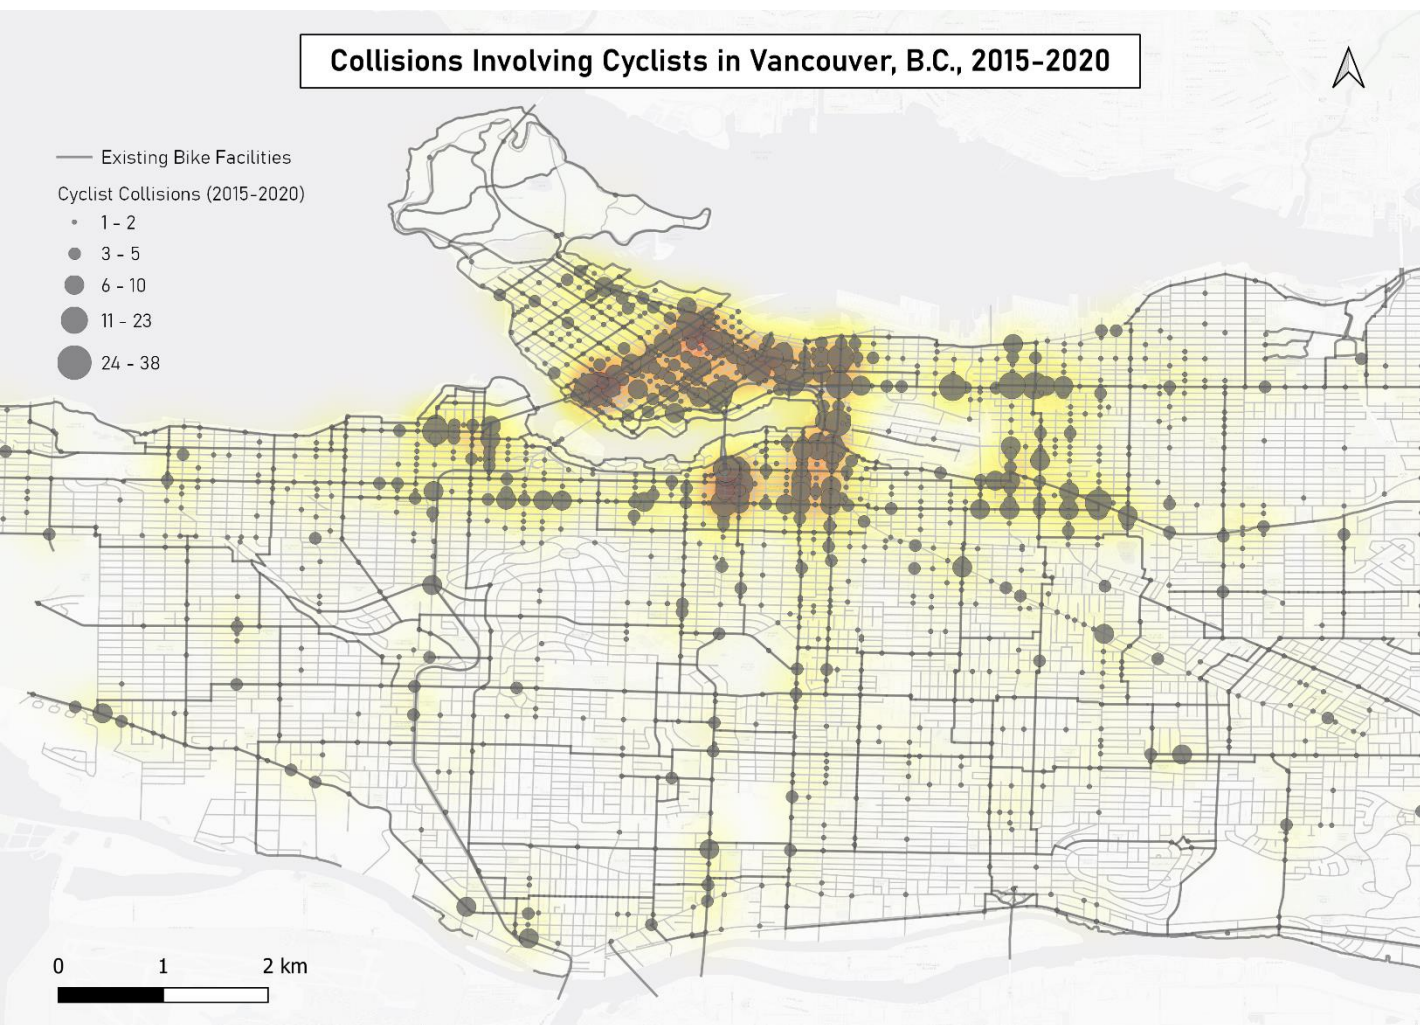 Collisions Involving Cyclists in Vancouver, B.C., 2015-2020
Existing Bike Facilities
Cyclist Collisions (2015-2020)
1 - 2
3 - 5
6 - 10
11 - 23
24 - 38
0 1 2 km